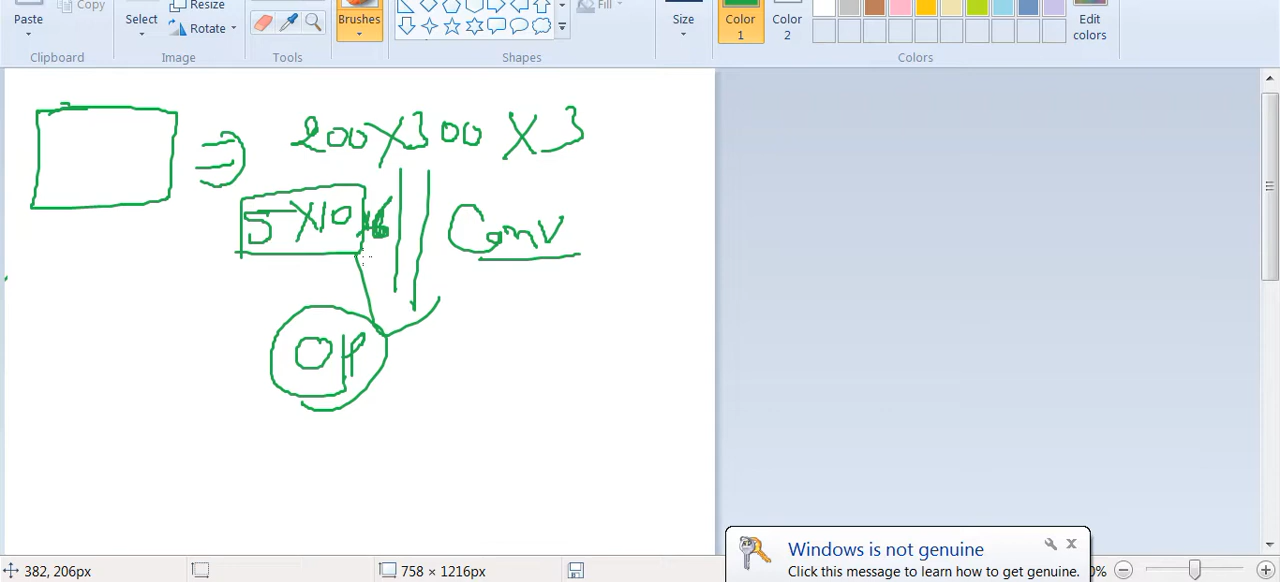 Resize
Paste
Copy
Select
Rotate
Brushes
Fill
Size
Color
1
Color
2
Edit
colors
Clipboard
Image
Tools
Shapes
Colors
200X300 X 3
5X10
Conv
O/P
Windows is not genuine
Click this message to learn how to get genuine.
382, 206px
758 × 1216px